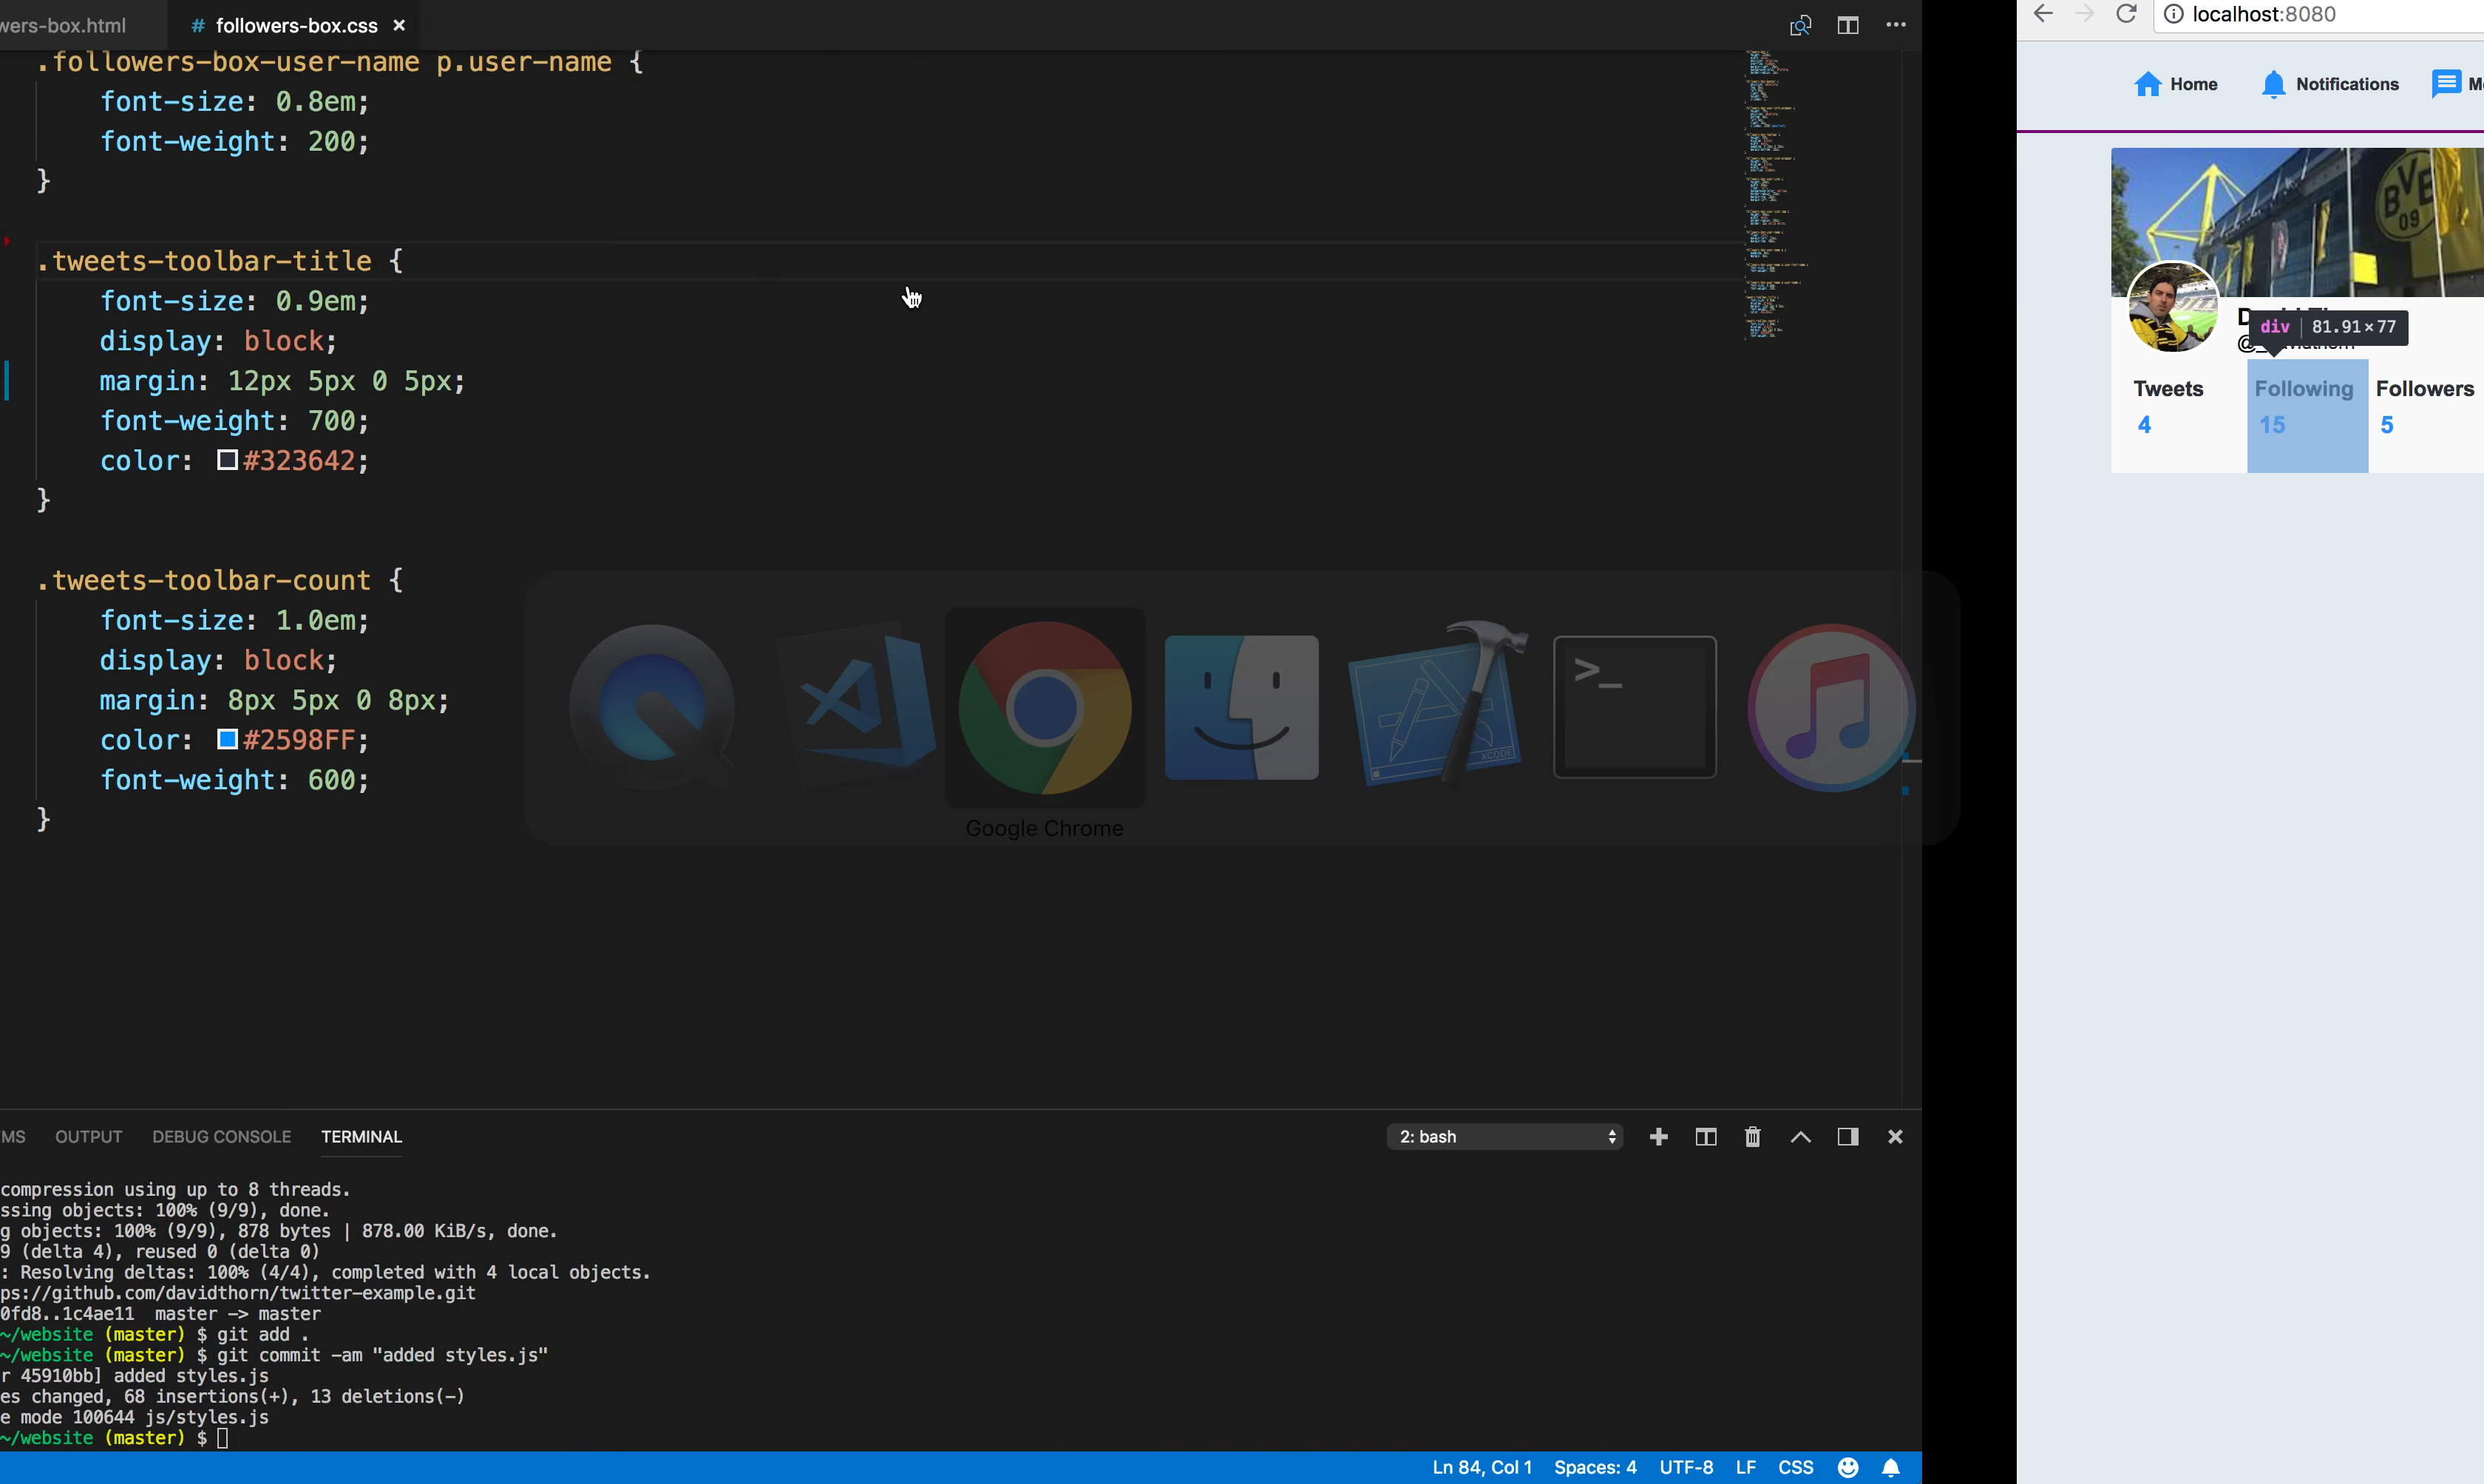 wers-box.html
# followers-box.css ×
.followers-box-user-name p.user-name {
font-size: 0.8em;
font-weight: 200;
}
.tweets-toolbar-title {
font-size: 0.9em;
display: block;
margin: 12px 5px 0 5px;
font-weight: 700;
color: #323642;
}
.tweets-toolbar-count {
font-size: 1.0em;
display: block;
margin: 8px 5px 0 8px;
color: #2598FF;
font-weight: 600;
}
>_
XCODE
Google Chrome
MS OUTPUT DEBUG CONSOLE TERMINAL
2: bash
compression using up to 8 threads.
ssing objects: 100% (9/9), done.
g objects: 100% (9/9), 878 bytes | 878.00 KiB/s, done.
9 (delta 4), reused 0 (delta 0)
: Resolving deltas: 100% (4/4), completed with 4 local objects.
ps://github.com/davidthorn/twitter-example.git
0fd8..1c4ae11 master -> master
~/website (master) $ git add .
~/website (master) $ git commit -am "added styles.js"
r 45910bb] added styles.js
es changed, 68 insertions(+), 13 deletions(-)
e mode 100644 js/styles.js
~/website (master) $
Ln 84, Col 1 Spaces: 4 UTF-8 LF CSS
localhost:8080
Home Notifications
BVB
09
div | 81.91×77
Tweets Following Followers
4 15 5